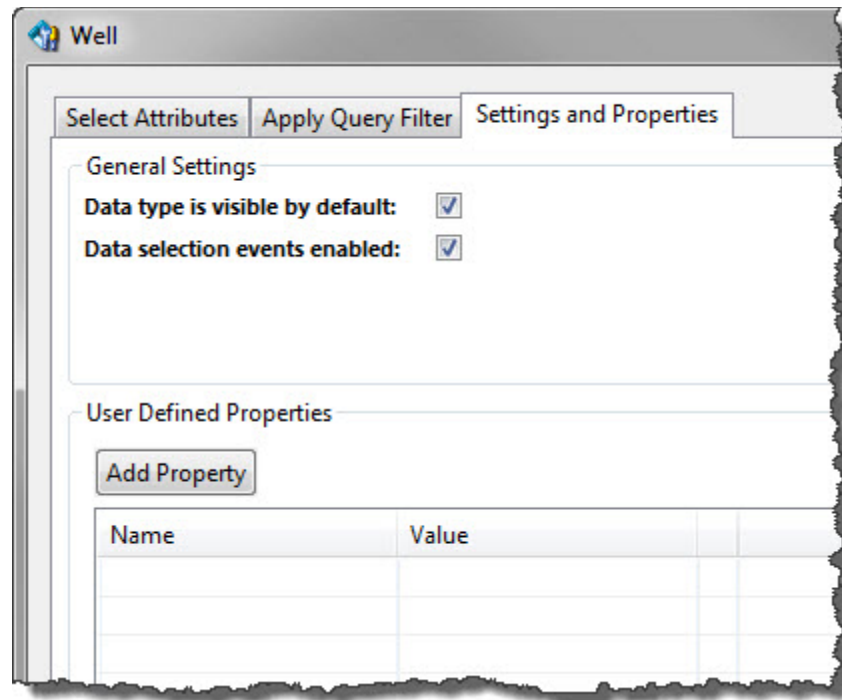 Well
Select Attributes Apply Query Filter Settings and Properties
General Settings
Data type is visible by default:
Data selection events enabled:
User Defined Properties
Add Property
Name Value